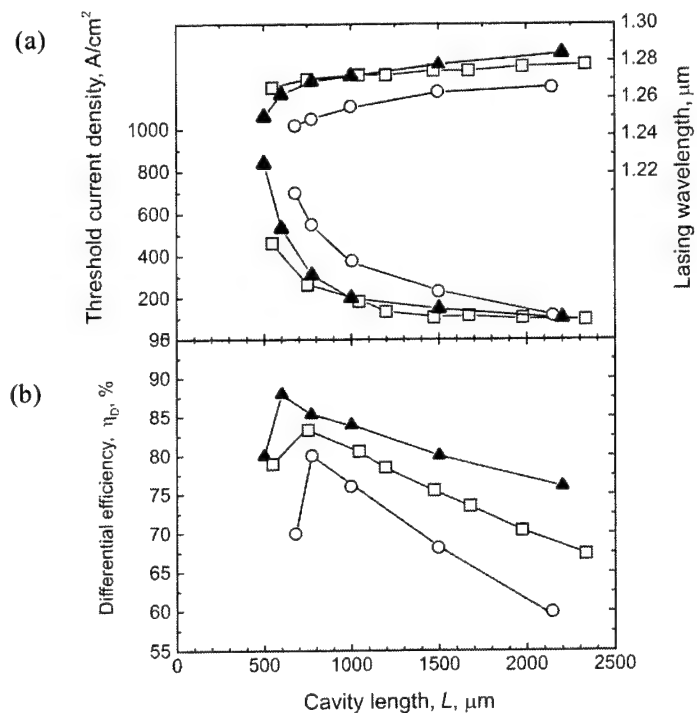 (a)
Threshold current density, A/cm²
1000
800
600
400
200
Lasing wavelength, µm
1.30
1.28
1.26
1.24
1.22
(b)
Differential efficiency, η_D, %
90
85
80
75
70
65
60
55
0 500 1000 1500 2000 2500
Cavity length, L, µm